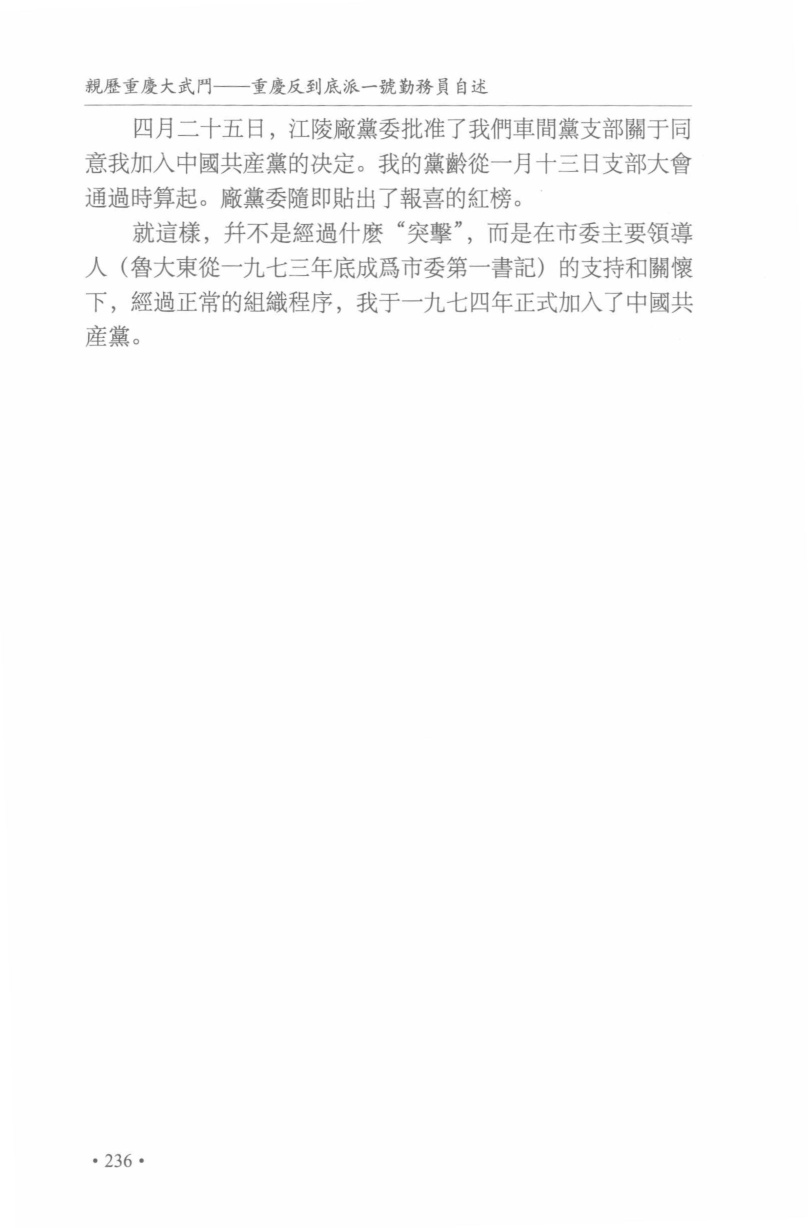 親歷重慶大武鬥——重慶反到底派一號勤務員自述
四月二十五日，江陵廠黨委批准了我們車間黨支部關于同
意我加入中國共産黨的决定。我的黨齡從一月十三日支部大會
通過時算起。廠黨委隨即貼出了報喜的紅榜。
就這樣，幷不是經過什麽“突擊”，而是在市委主要領導
人（魯大東從一九七三年底成爲市委第一書記）的支持和關懷
下，經過正常的組織程序，我于一九七四年正式加入了中國共
産黨。
•236•